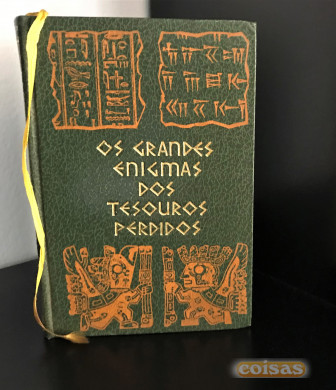 OS GRANDES
ENIGMAS
DOS
TESOUROS
PERDIDOS
coisas